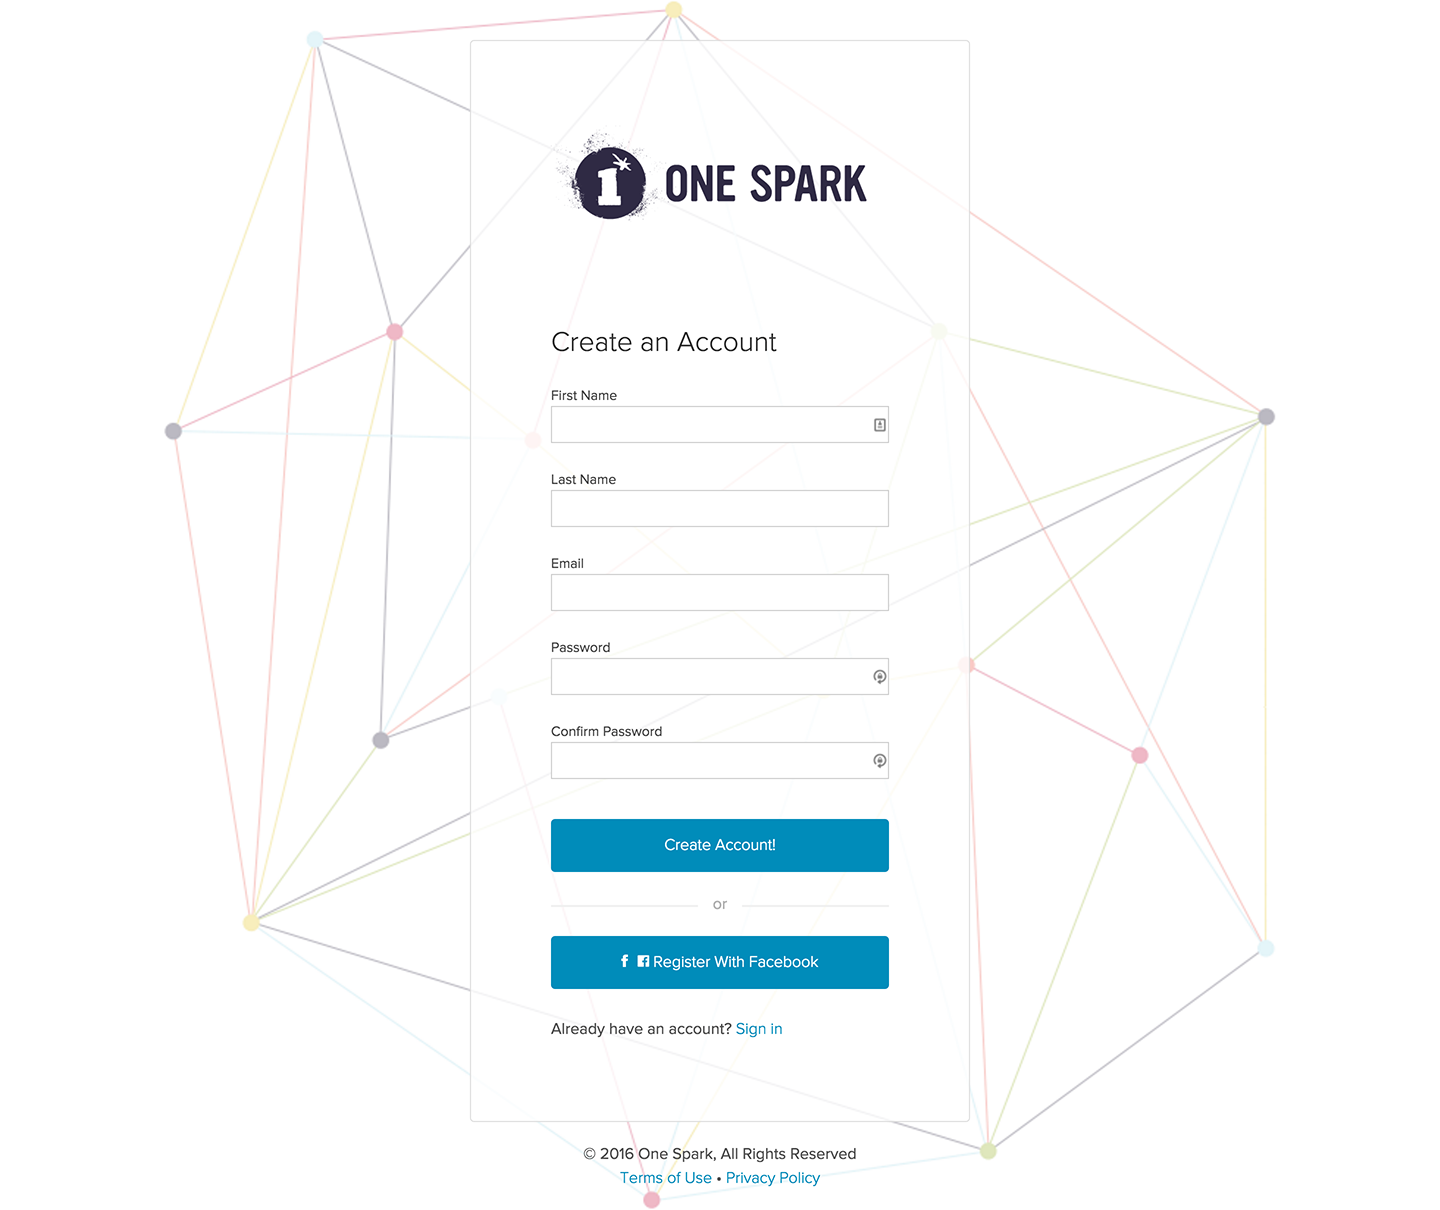 1 ONE SPARK
Create an Account
First Name
Last Name
Email
Password
Confirm Password
Create Account!
or
Register With Facebook
Already have an account? Sign in
© 2016 One Spark, All Rights Reserved
Terms of Use • Privacy Policy